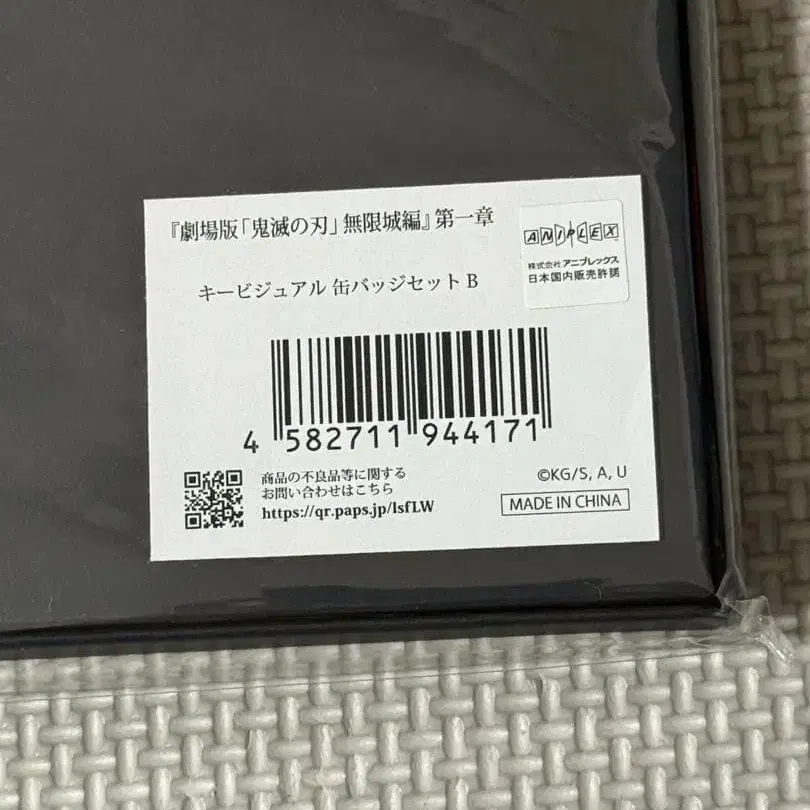 『劇場版「鬼滅の刃」無限城編』第一章
ANIPLEX
株式会社 アニプレックス
日本国内販売許諾
キービジュアル 缶バッジセット B
4 582711 944171
商品の不良品等に関する
お問い合わせはこちら
https://qr.paps.jp/lsfLW
©KG/S, A, U
MADE IN CHINA